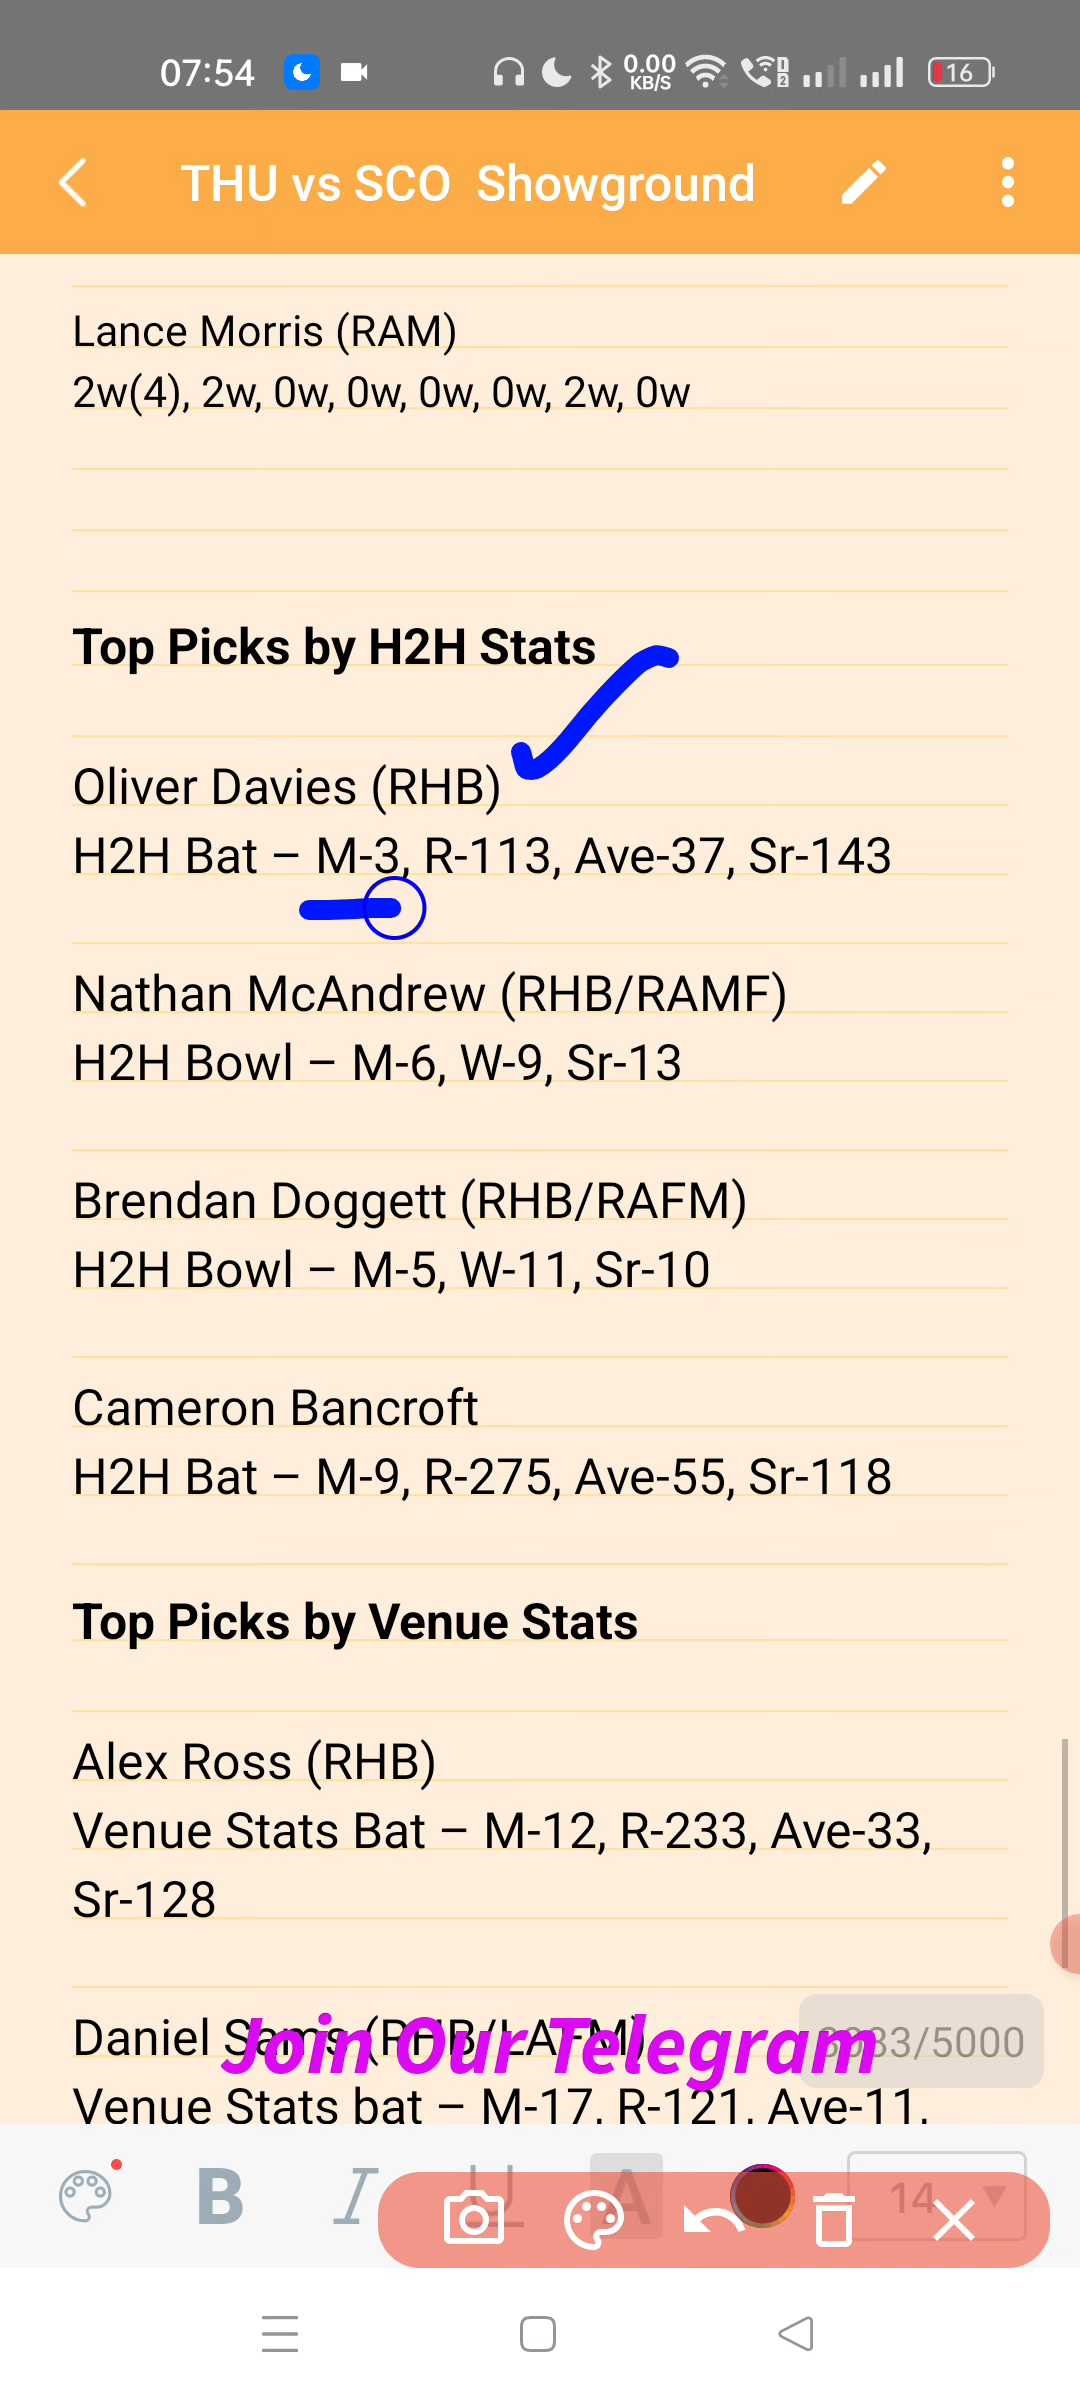 07:54
0.00
KB/S
16
THU vs SCO Showground
Lance Morris (RAM)
2w(4), 2w, 0w, 0w, 0w, 0w, 2w, 0w
Top Picks by H2H Stats
Oliver Davies (RHB)
H2H Bat – M-3, R-113, Ave-37, Sr-143
Nathan McAndrew (RHB/RAMF)
H2H Bowl – M-6, W-9, Sr-13
Brendan Doggett (RHB/RAFM)
H2H Bowl – M-5, W-11, Sr-10
Cameron Bancroft
H2H Bat – M-9, R-275, Ave-55, Sr-118
Top Picks by Venue Stats
Alex Ross (RHB)
Venue Stats Bat – M-12, R-233, Ave-33,
Sr-128
Daniel Sams (RHB/LAFM)
Join Our Telegram
/5000
Venue Stats bat – M-17, R-121, Ave-11,
B I U A 14